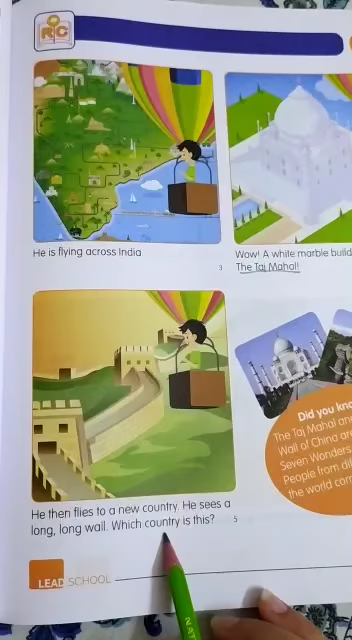 RC
He is flying across India
3
Wow! A white marble build
The Taj Mahal!
He then flies to a new country. He sees a
long, long wall. Which country is this?
5
Did you kno
The Taj Mahal an
Wall of China ar
Seven Wonders
People from di
the world com
LEAD SCHOOL
NAT